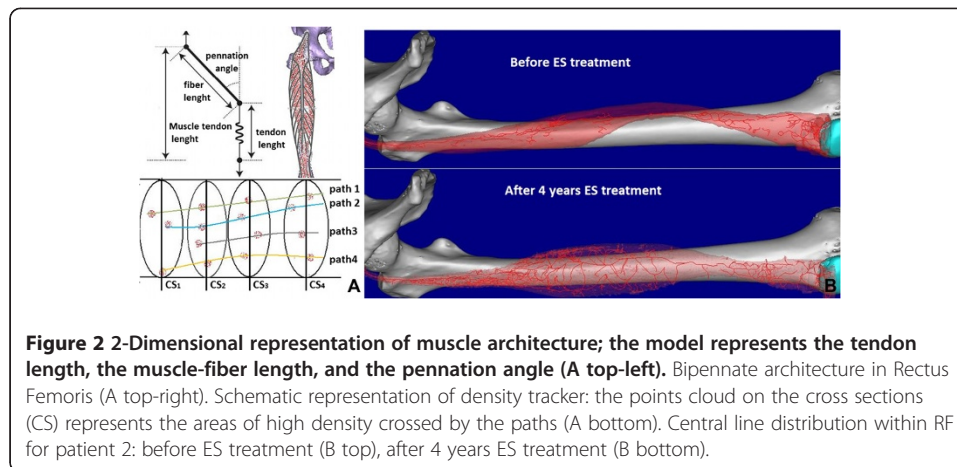 pennation
angle
fiber
lenght
Muscle tendon
lenght
tendon
lenght
path 1
path 2
path3
path4
CS1 CS2 CS3 CS4
A
Before ES treatment
After 4 years ES treatment
B
Figure 2 2-Dimensional representation of muscle architecture; the model represents the tendon
length, the muscle-fiber length, and the pennation angle (A top-left). Bipennate architecture in Rectus
Femoris (A top-right). Schematic representation of density tracker: the points cloud on the cross sections
(CS) represents the areas of high density crossed by the paths (A bottom). Central line distribution within RF
for patient 2: before ES treatment (B top), after 4 years ES treatment (B bottom).